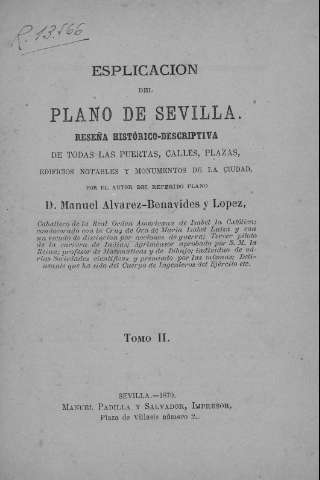 R.13.566
ESPLICACION
DEL
PLANO DE SEVILLA.
RESEÑA HISTÓRICO-DESCRIPTIVA
DE TODAS LAS PUERTAS, CALLES, PLAZAS,
EDIFICIOS NOTABLES Y MONUMENTOS DE LA CIUDAD,
POR EL AUTOR DEL REFERIDO PLANO
D. Manuel Alvarez-Benavides y Lopez,
Caballero de la Real Orden Americana de Isabel la Católica;
condecorado con la Cruz de Oro de María Isabel Luisa y con
un escudo de distincion por acciones de guerra; Tercer piloto
de la carrera de Indias; Agrimensor aprobado por S. M. la
Reina; profesor de Matemáticas y de Dibujo; individuo de va-
rias Sociedades científicas y premiado por las mismas; Deli-
neante que ha sido del Cuerpo de Ingenieros del Ejército etc.
TOMO II.
SEVILLA.—1870.
MANUEL PADILLA Y SALVADOR, IMPRESOR,
Plaza de Villasis número 2.